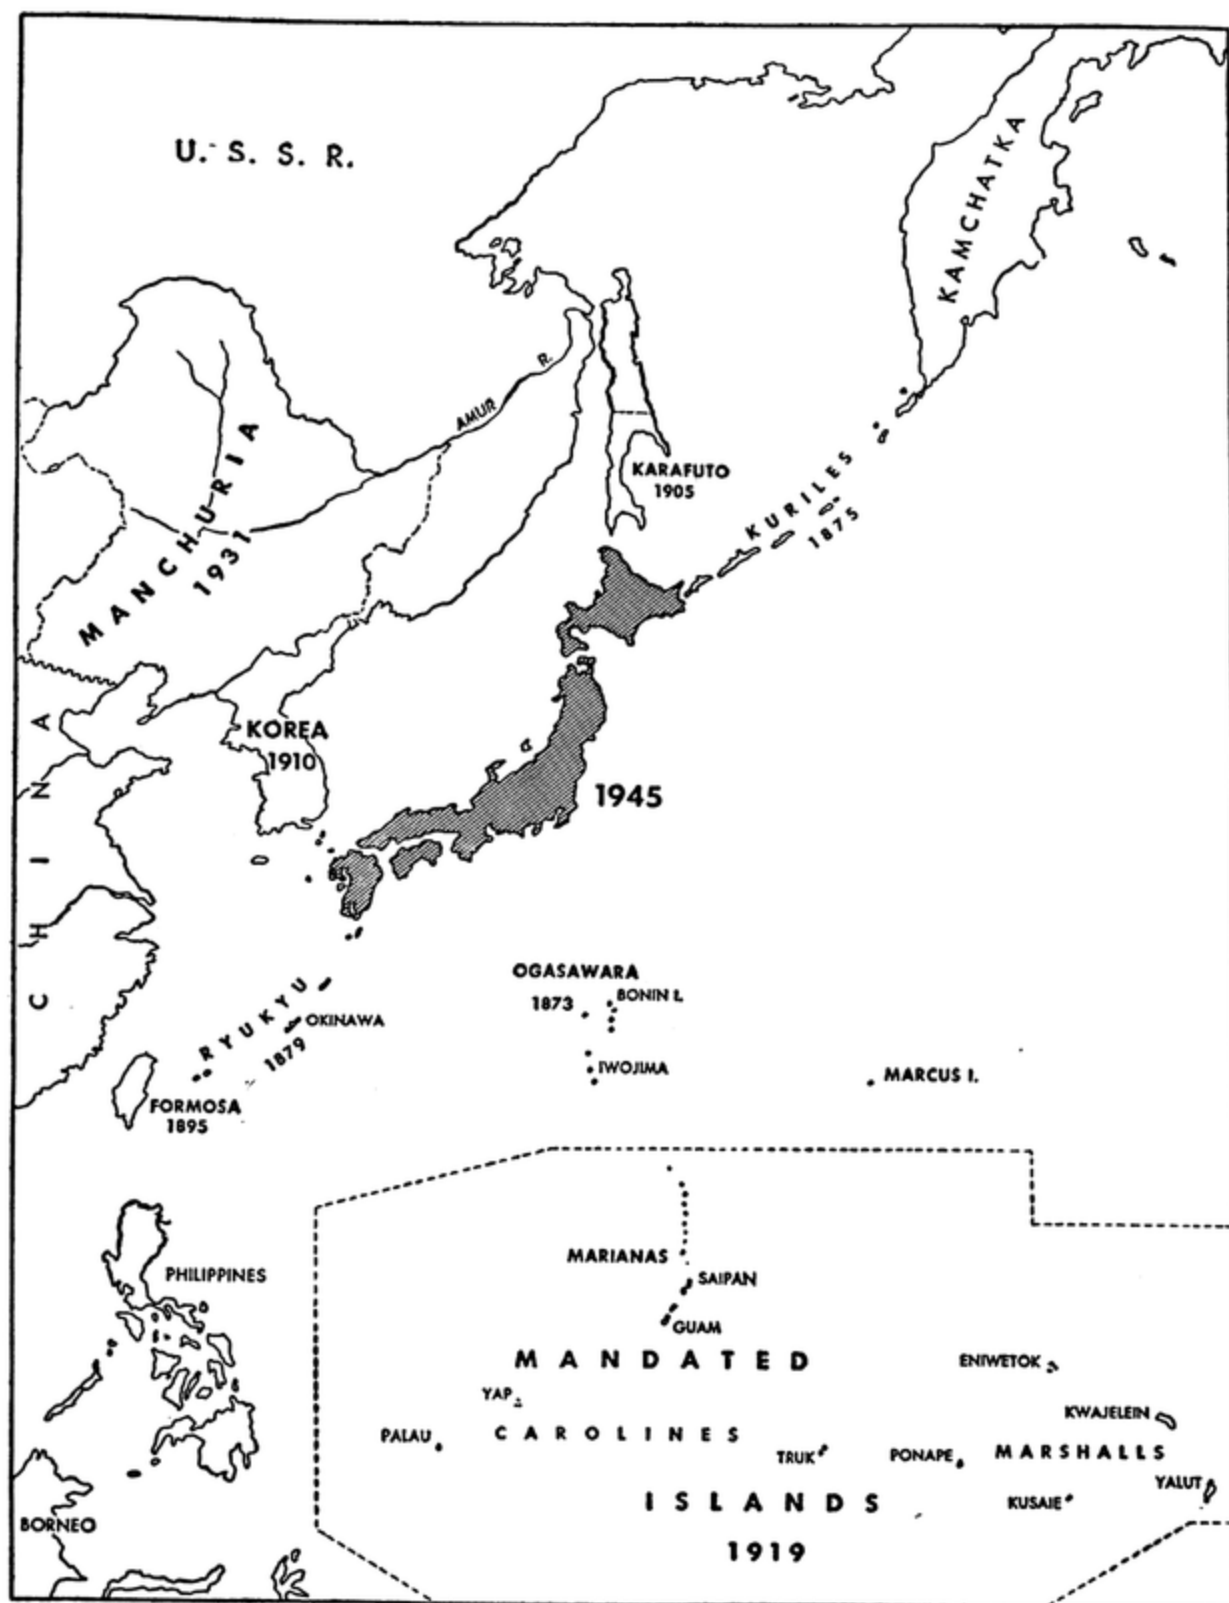 U. S. S. R.
KAMCHATKA
AMUR R.
MANCHURIA
1931
KARAFUTO
1905
KURILES
1875
KOREA
1910
1945
CHINA
OGASAWARA
1873
BONIN I.
RYUKYU
OKINAWA
1879
IWOJIMA
MARCUS I.
FORMOSA
1895
MARIANAS
SAIPAN
PHILIPPINES
GUAM
MANDATED
ENIWETOK
YAP
KWAJELEIN
PALAU
CAROLINES
TRUK
PONAPE
MARSHALLS
YALUT
ISLANDS
KUSAIE
BORNEO
1919